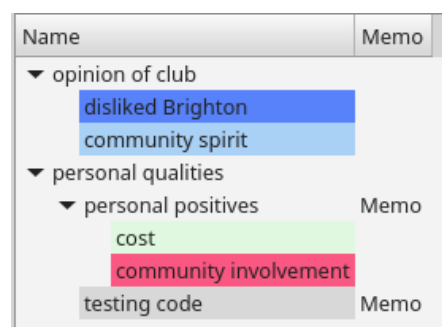 Name Memo
opinion of club
disliked Brighton
community spirit
personal qualities
personal positives Memo
cost
community involvement
testing code Memo